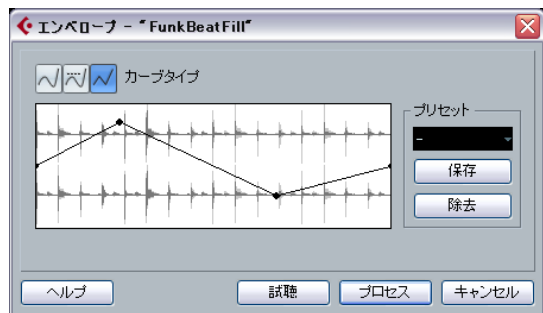 エンベロープ - "FunkBeatFill"
カーブタイプ
プリセット
-
保存
除去
ヘルプ
試聴
プロセス
キャンセル